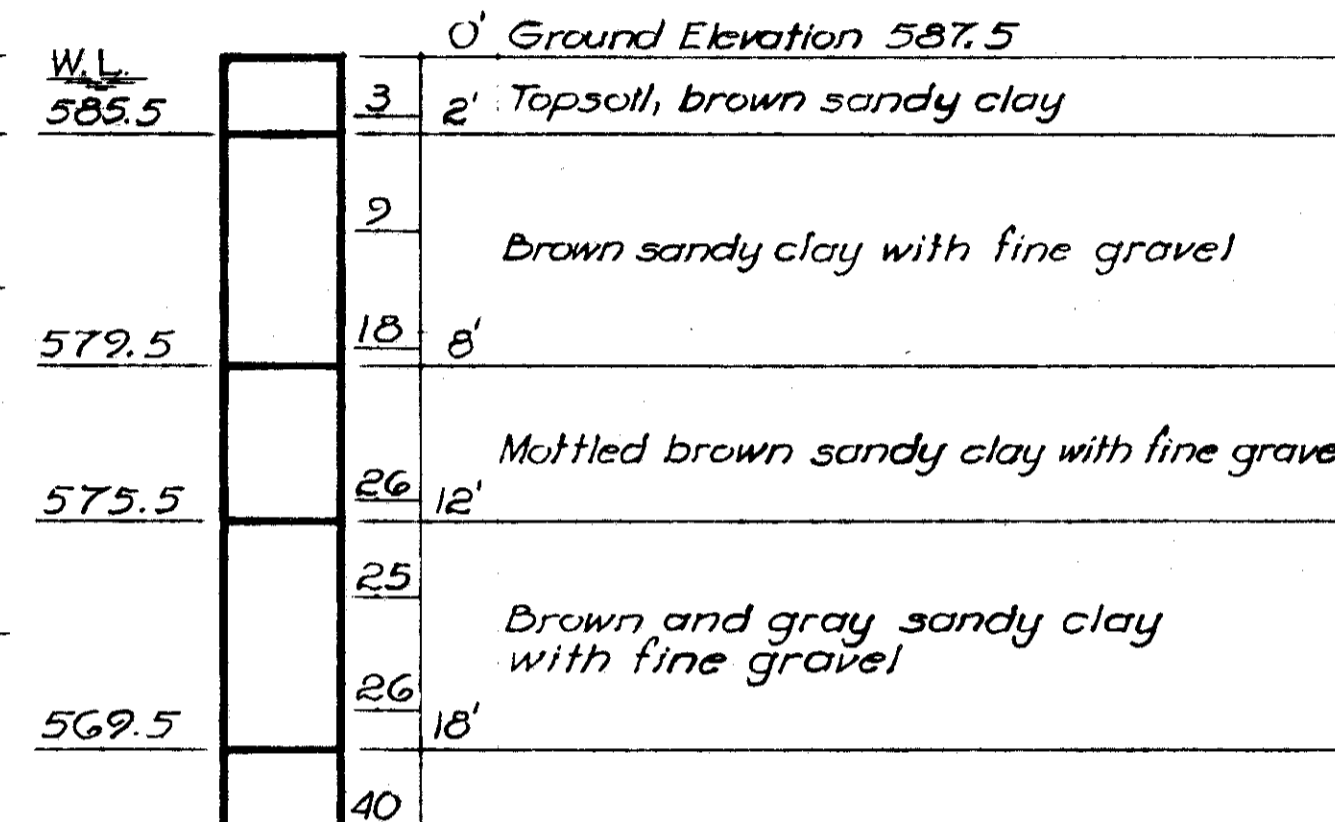 0' Ground Elevation 587.5
W.L.
585.5 3 2' Topsoil, brown sandy clay
9
Brown sandy clay with fine gravel
579.5 18 8'
Mottled brown sandy clay with fine grave
575.5 26 12'
25
Brown and gray sandy clay
with fine gravel
26
569.5 18'
40